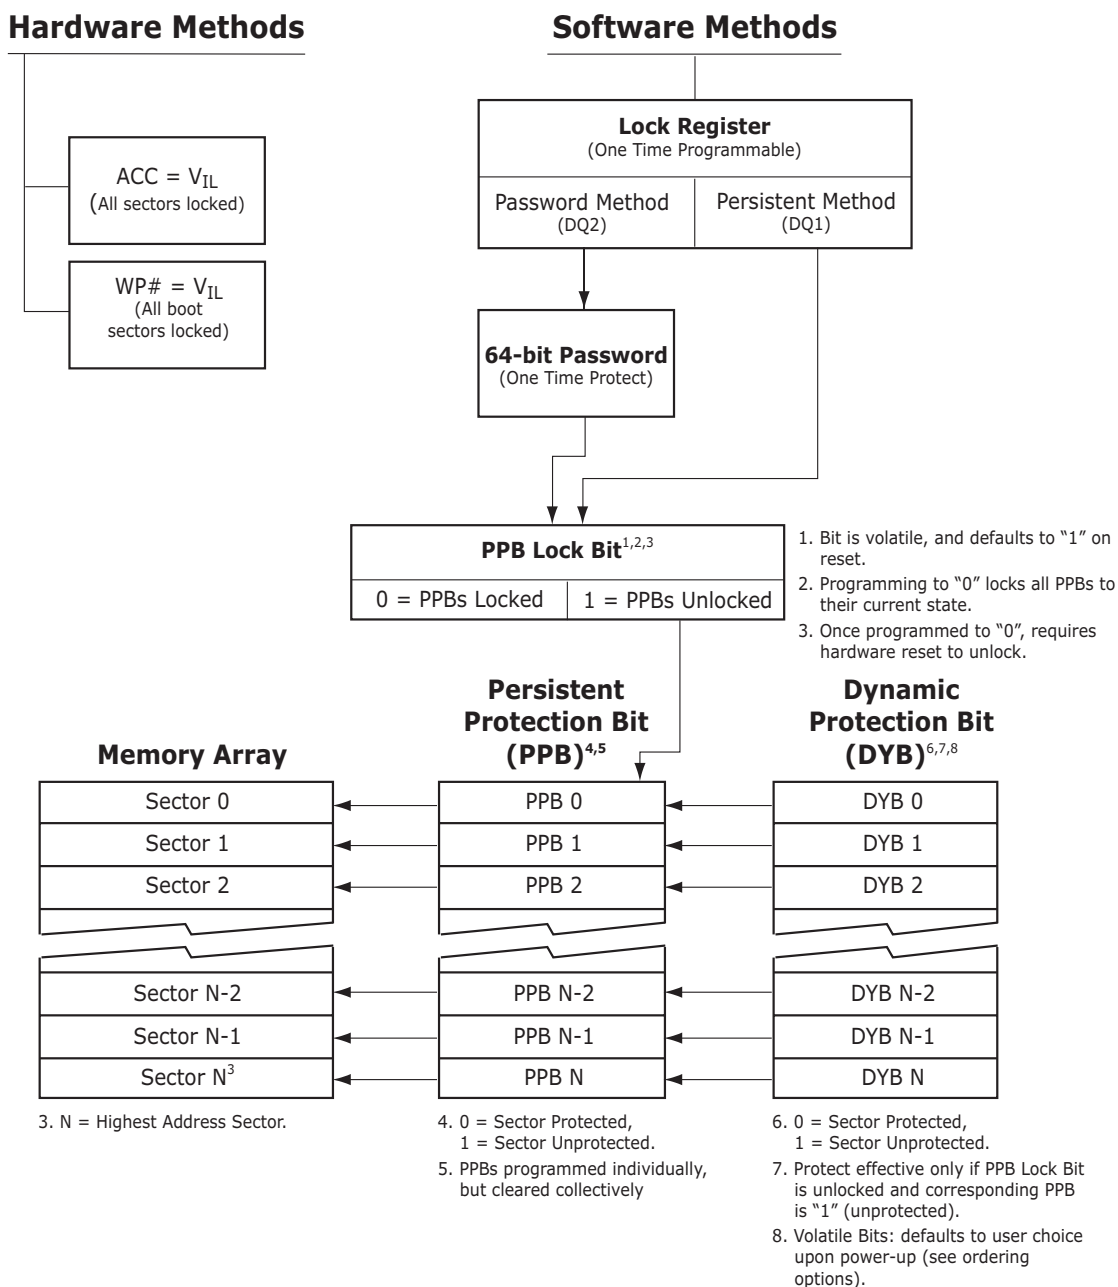 Hardware Methods
ACC = VIL
(All sectors locked)
WP# = VIL
(All boot
sectors locked)
Software Methods
Lock Register
(One Time Programmable)
Password Method
(DQ2)
Persistent Method
(DQ1)
64-bit Password
(One Time Protect)
PPB Lock Bit1,2,3
0 = PPBs Locked
1 = PPBs Unlocked
1. Bit is volatile, and defaults to “1” on
reset.
2. Programming to “0” locks all PPBs to
their current state.
3. Once programmed to “0”, requires
hardware reset to unlock.
Memory Array
Sector 0
Sector 1
Sector 2
Sector N-2
Sector N-1
Sector N3
3. N = Highest Address Sector.
Persistent
Protection Bit
(PPB)4,5
PPB 0
PPB 1
PPB 2
PPB N-2
PPB N-1
PPB N
4. 0 = Sector Protected,
1 = Sector Unprotected.
5. PPBs programmed individually,
but cleared collectively
Dynamic
Protection Bit
(DYB)6,7,8
DYB 0
DYB 1
DYB 2
DYB N-2
DYB N-1
DYB N
6. 0 = Sector Protected,
1 = Sector Unprotected.
7. Protect effective only if PPB Lock Bit
is unlocked and corresponding PPB
is “1” (unprotected).
8. Volatile Bits: defaults to user choice
upon power-up (see ordering
options).